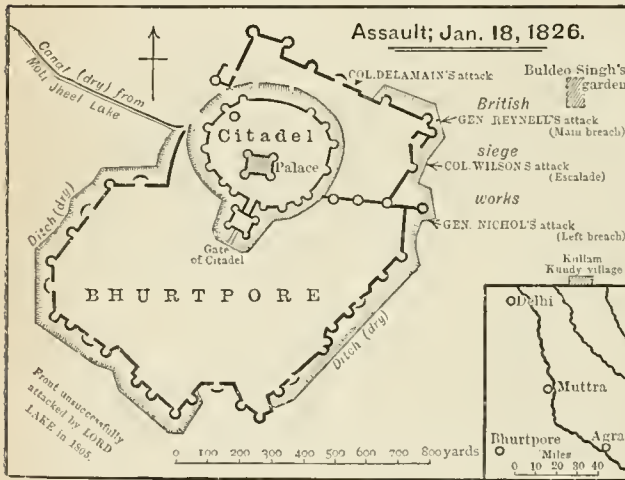 Assault; Jan. 18, 1826.
Canal (dry) from
Moti Jheel Lake
COL. DELAMAIN'S attack
Buldeo Singh's
garden
British
GEN REYNELL'S attack
(Main breach)
siege
COL. WILSON'S attack
(Escalade)
works
GEN. NICHOL'S attack
(Left breach)
Citadel
Palace
Gate
of Citadel
Ditch (dry)
BHURTPORE
Ditch (dry)
Kullam
Kundy village
Front unsuccessfully
attacked by LORD
LAKE in 1805.
0 100 200 300 400 500 600 700 800 yards
Delhi
Muttra
Bhurtpore
Agra
Miles
0 10 20 30 40